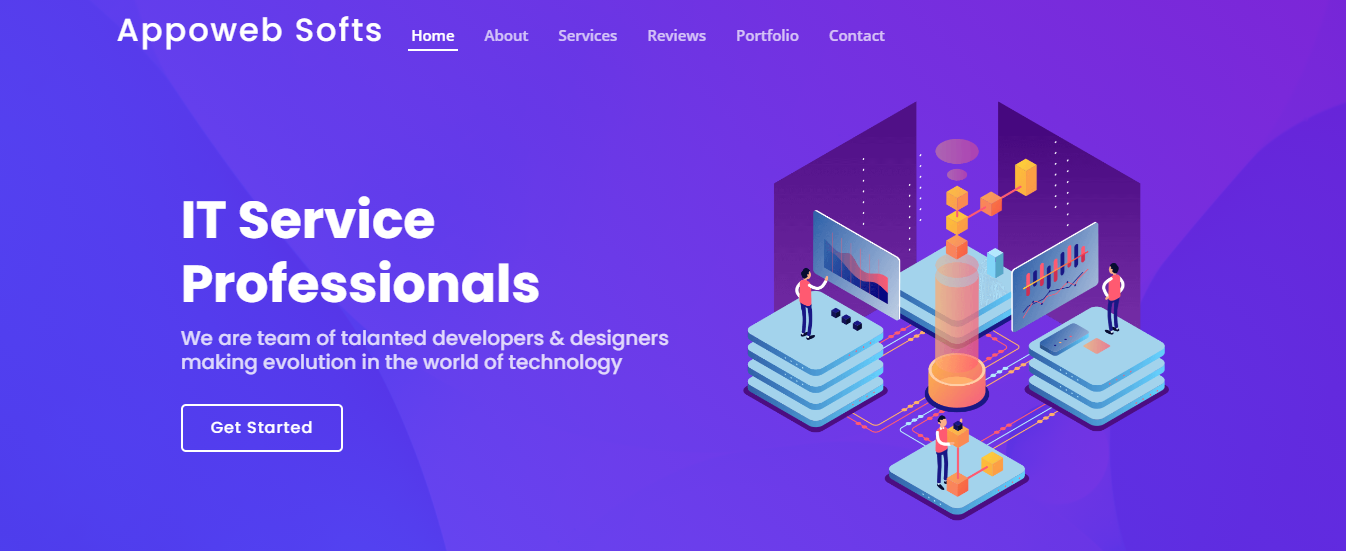 Appoweb Softs
Home About Services Reviews Portfolio Contact
IT Service
Professionals
We are team of talanted developers & designers
making evolution in the world of technology
Get Started